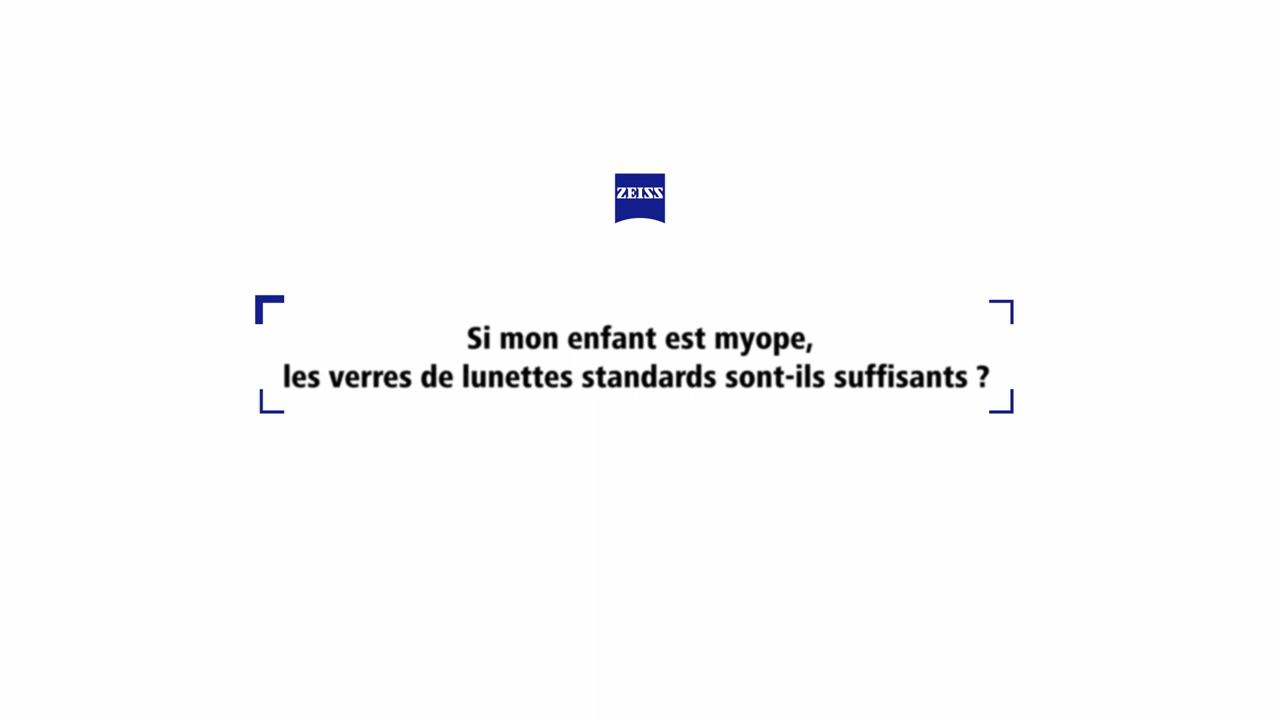 ZEISS
Si mon enfant est myope,
les verres de lunettes standards sont-ils suffisants ?